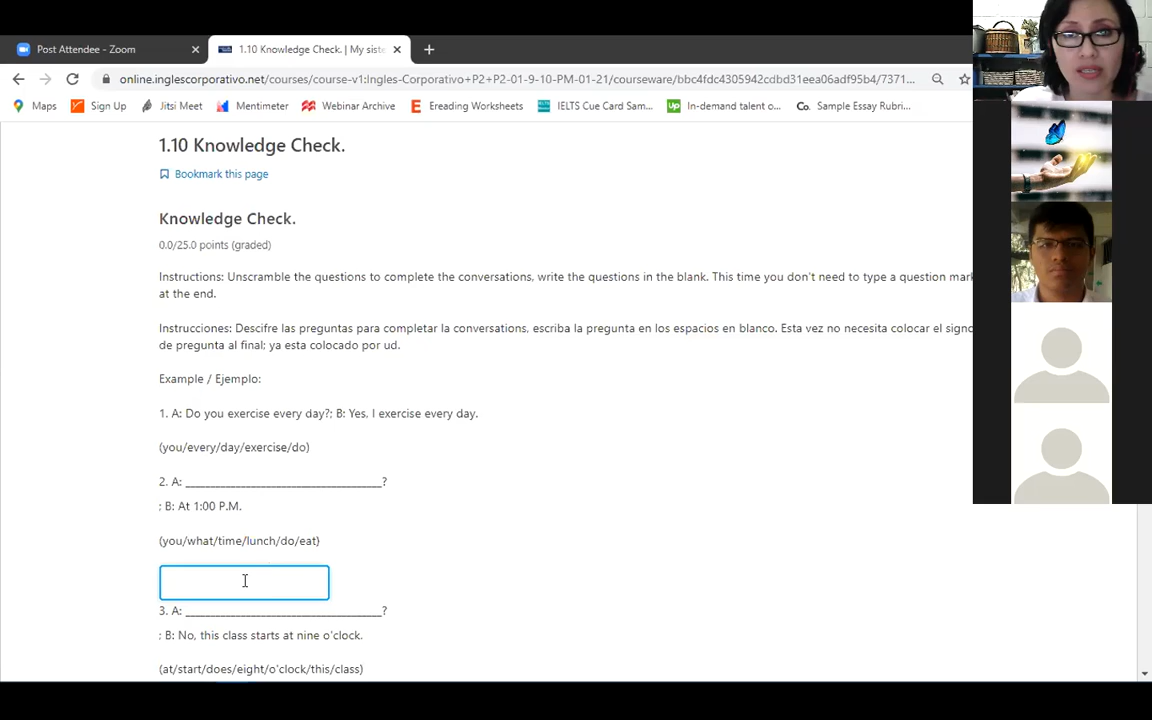 Post Attendee - Zoom
1.10 Knowledge Check. | My siste
online.inglescorporativo.net/courses/course-v1:Ingles-Corporativo+P2+P2-01-9-10-PM-01-21/courseware/bbc4fdc4305942cdbd31eea06adf95b4/7371...
Maps Sign Up Jitsi Meet Mentimeter Webinar Archive Ereading Worksheets IELTS Cue Card Sam... In-demand talent o... Co. Sample Essay Rubri...
1.10 Knowledge Check.
Bookmark this page
Knowledge Check.
0.0/25.0 points (graded)
Instructions: Unscramble the questions to complete the conversations, write the questions in the blank. This time you don't need to type a question mark
at the end.
Instrucciones: Descifre las preguntas para completar la conversations, escriba la pregunta en los espacios en blanco. Esta vez no necesita colocar el signo
de pregunta al final; ya esta colocado por ud.
Example / Ejemplo:
1. A: Do you exercise every day?; B: Yes, I exercise every day.
(you/every/day/exercise/do)
2. A: ___________________________________?
; B: At 1:00 P.M.
(you/what/time/lunch/do/eat)
3. A: ___________________________________?
; B: No, this class starts at nine o'clock.
(at/start/does/eight/o'clock/this/class)